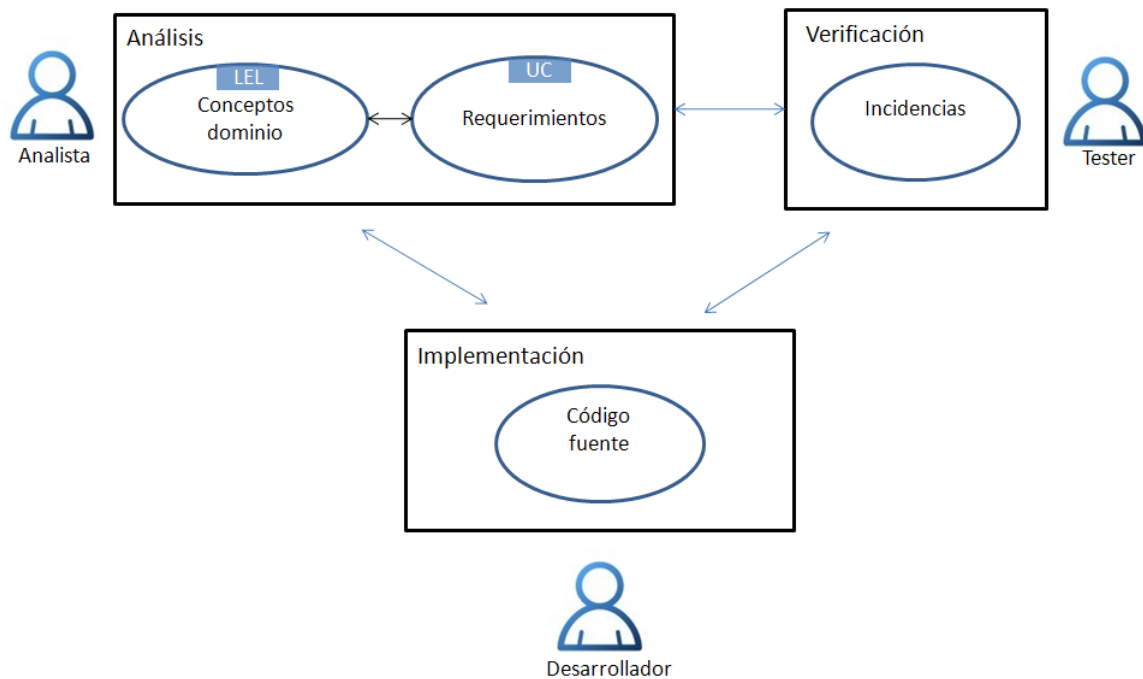 Análisis
LEL
Conceptos
dominio
UC
Requerimientos
Analista
Verificación
Incidencias
Tester
Implementación
Código
fuente
Desarrollador